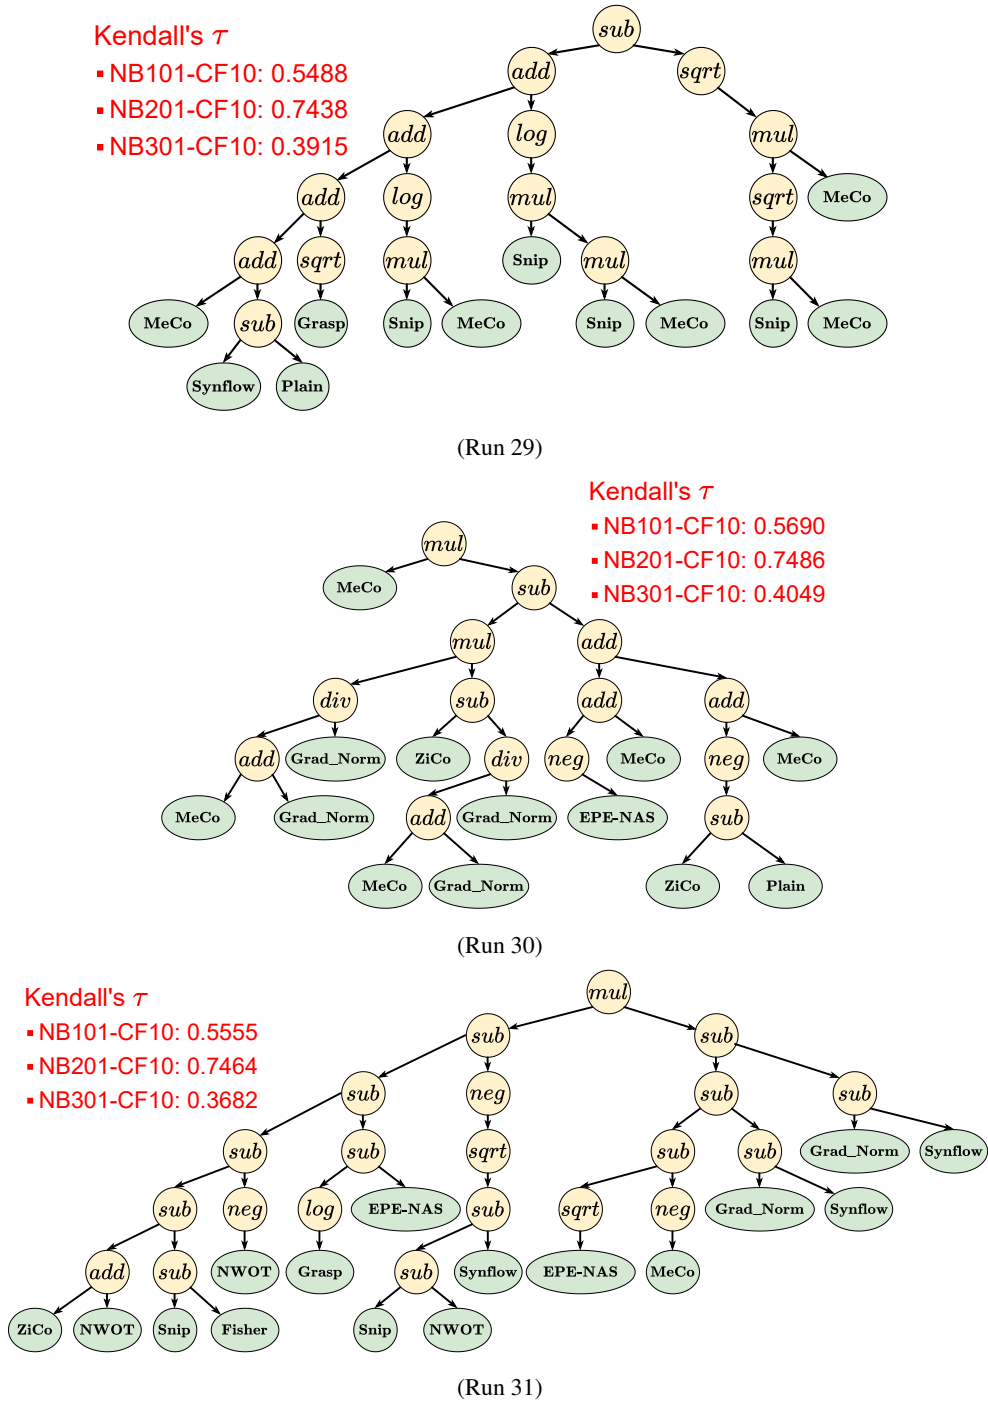 Kendall's τ
▪ NB101-CF10: 0.5488
▪ NB201-CF10: 0.7438
▪ NB301-CF10: 0.3915
sub
add sqrt
add log mul
add log mul sqrt MeCo
add sqrt mul Snip mul mul
MeCo sub Grasp Snip MeCo Snip MeCo Snip MeCo
Synflow Plain
(Run 29)
Kendall's τ
▪ NB101-CF10: 0.5690
▪ NB201-CF10: 0.7486
▪ NB301-CF10: 0.4049
mul
MeCo sub
mul add
div sub add add
add Grad_Norm ZiCo div neg MeCo neg MeCo
MeCo Grad_Norm add Grad_Norm EPE-NAS sub
MeCo Grad_Norm ZiCo Plain
(Run 30)
Kendall's τ
▪ NB101-CF10: 0.5555
▪ NB201-CF10: 0.7464
▪ NB301-CF10: 0.3682
mul
sub sub
sub neg sub sub
sub sub sqrt sub sub Grad_Norm Synflow
sub neg log EPE-NAS sub sqrt neg Grad_Norm Synflow
add sub NWOT Grasp sub Synflow EPE-NAS MeCo
ZiCo NWOT Snip Fisher Snip NWOT
(Run 31)